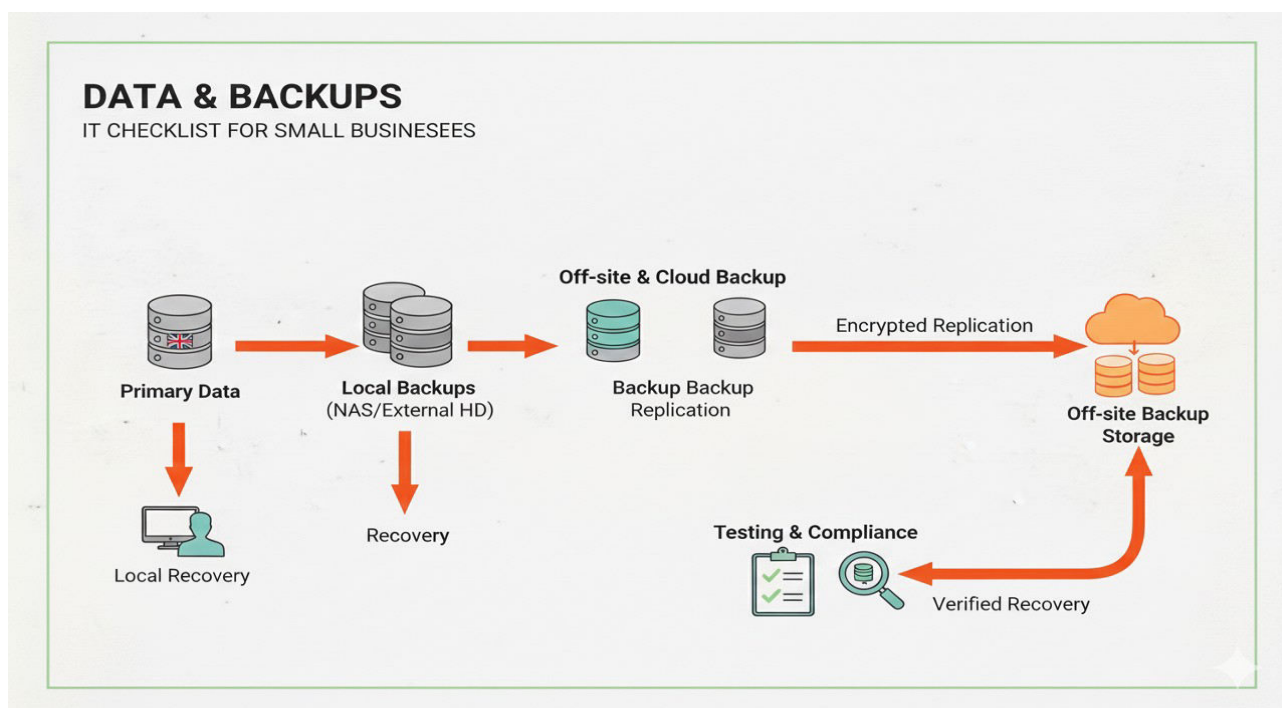 DATA & BACKUPS
IT CHECKLIST FOR SMALL BUSINESEES
Off-site & Cloud Backup
Encrypted Replication
Primary Data
Local Backups
(NAS/External HD)
Backup Backup
Replication
Off-site Backup
Storage
Local Recovery
Recovery
Testing & Compliance
Verified Recovery